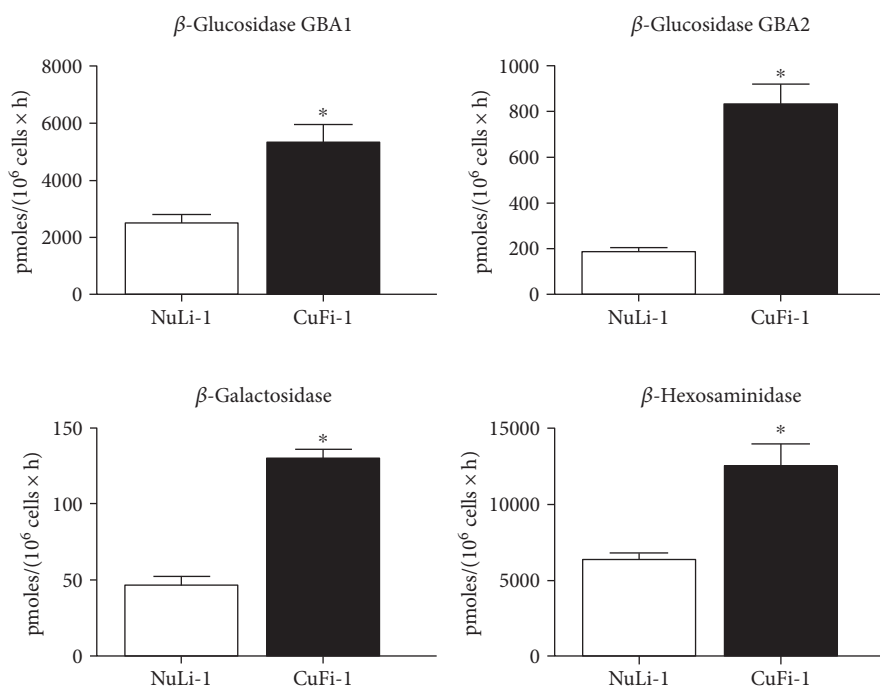 β-Glucosidase GBA1
pmoles/(10⁶ cells × h)
8000
6000
4000
2000
0
*
NuLi-1 CuFi-1
β-Glucosidase GBA2
pmoles/(10⁶ cells × h)
1000
800
600
400
200
0
*
NuLi-1 CuFi-1
β-Galactosidase
pmoles/(10⁶ cells × h)
150
100
50
0
*
NuLi-1 CuFi-1
β-Hexosaminidase
pmoles/(10⁶ cells × h)
15000
10000
5000
0
*
NuLi-1 CuFi-1